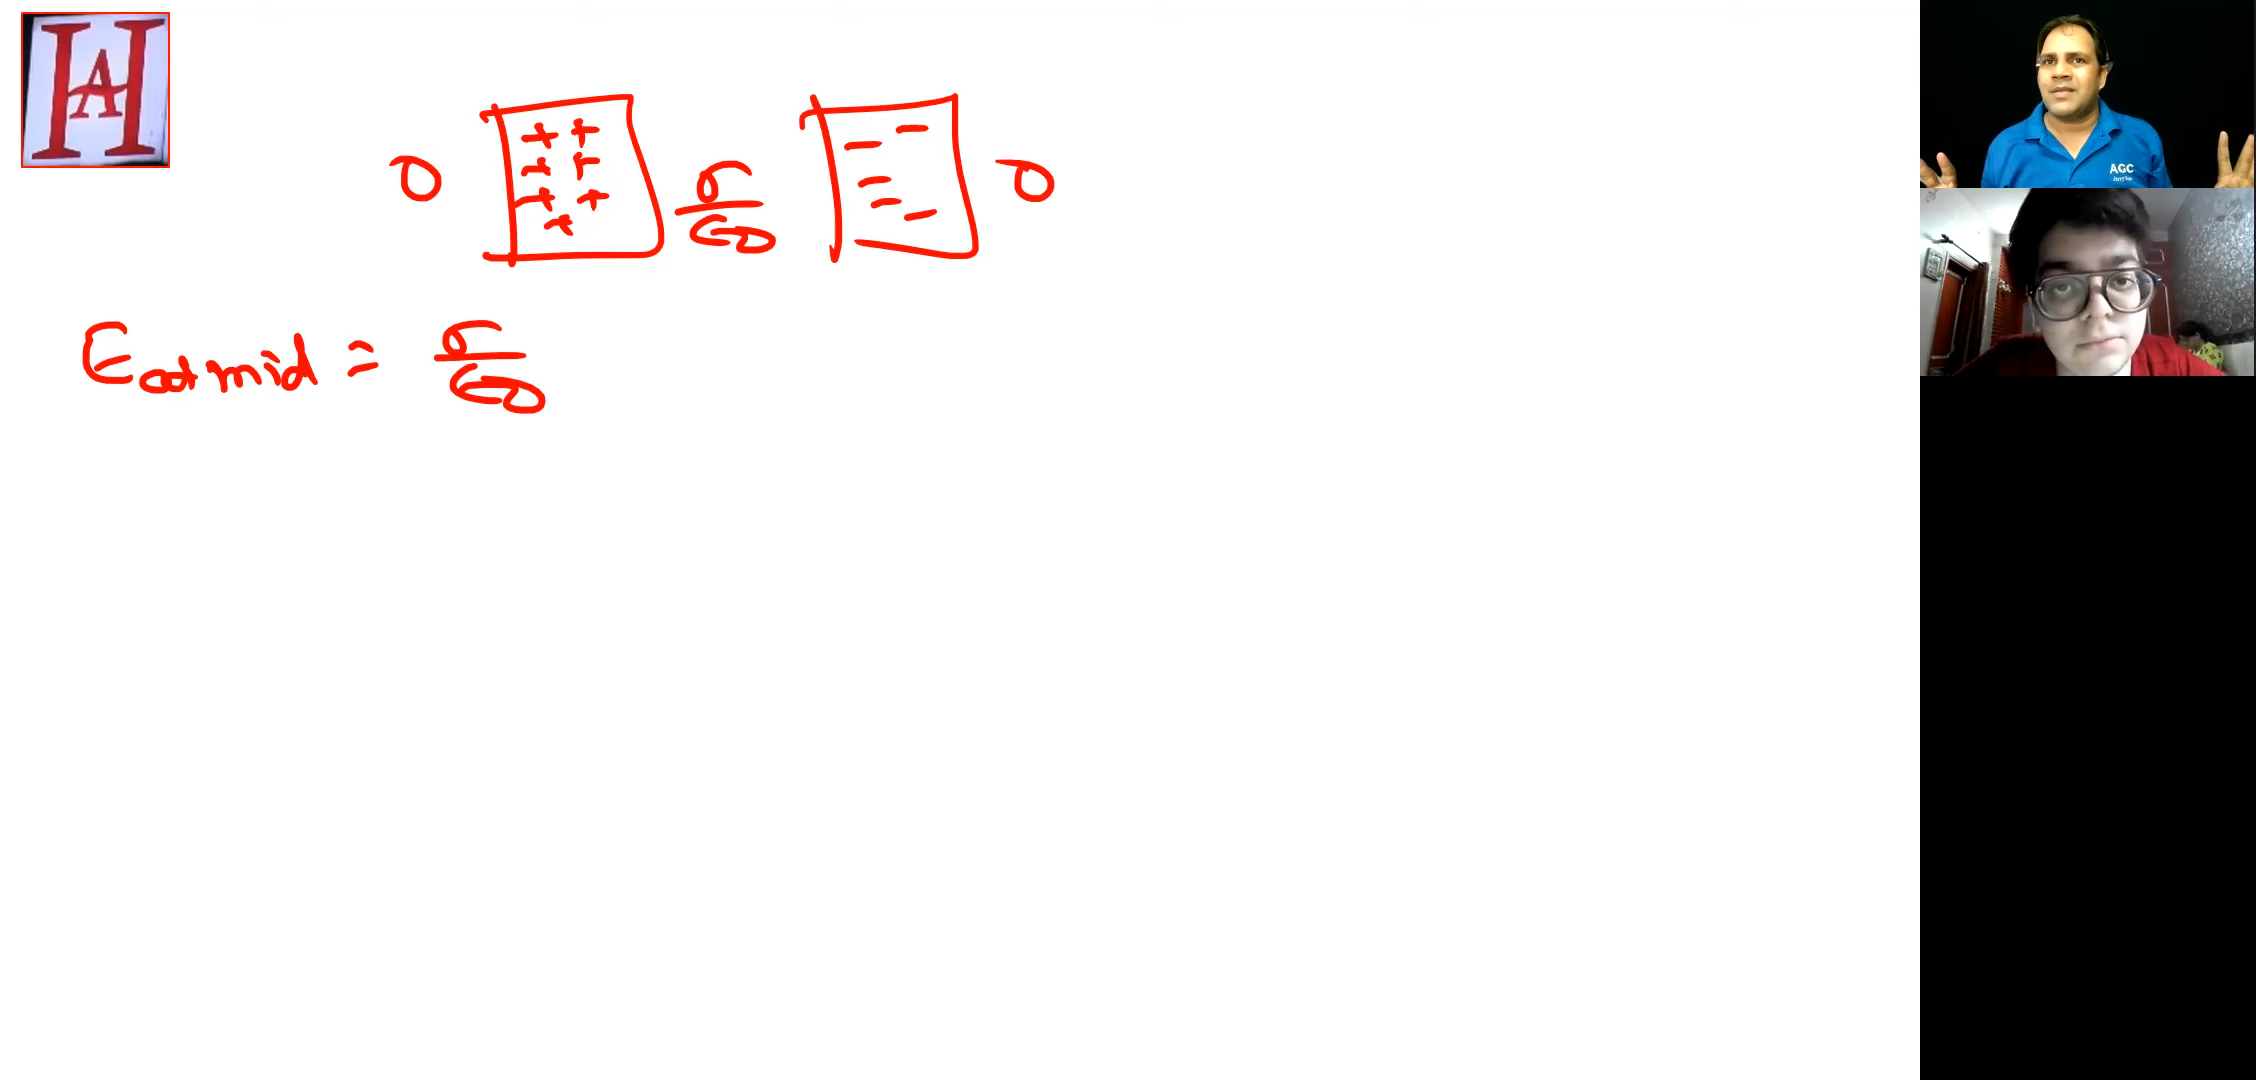 HA
0 + + + + + + + σ/ε0 - - - - - 0
E at mid = σ/ε0
AGC